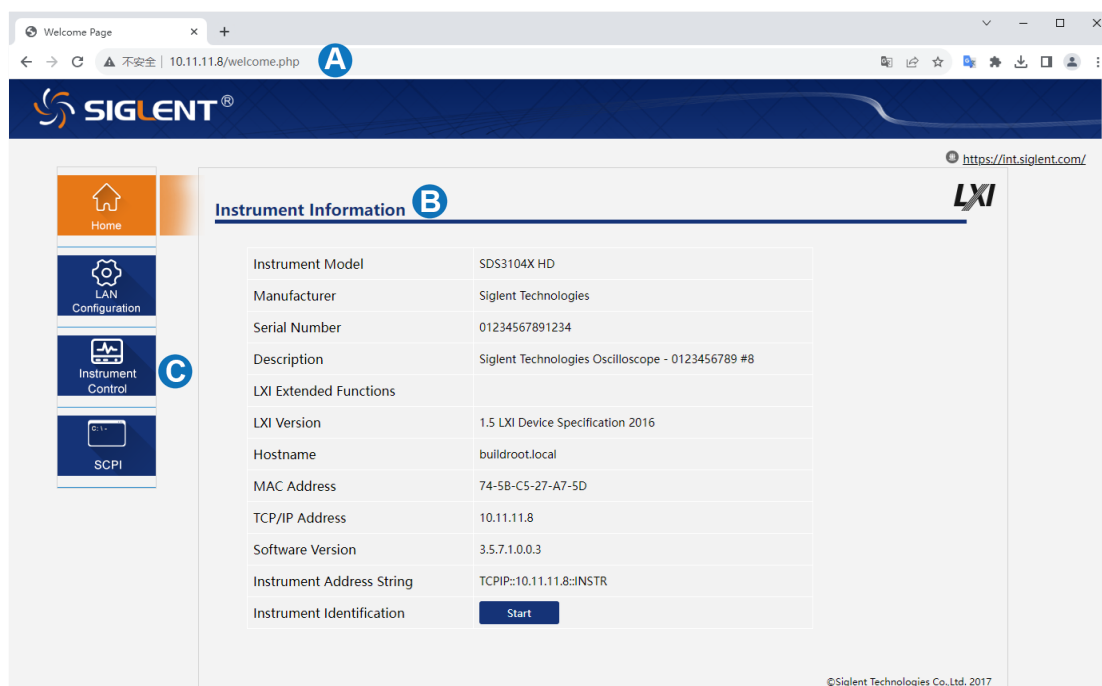 Welcome Page
不安全 | 10.11.11.8/welcome.php
A
SIGLENT®
https://int.siglent.com/
Home
Instrument Information
B
LXI
LAN
Configuration
Instrument
Control
C
C:\-
SCPI
Instrument Model SDS3104X HD
Manufacturer Siglent Technologies
Serial Number 01234567891234
Description Siglent Technologies Oscilloscope - 0123456789 #8
LXI Extended Functions
LXI Version 1.5 LXI Device Specification 2016
Hostname buildroot.local
MAC Address 74-5B-C5-27-A7-5D
TCP/IP Address 10.11.11.8
Software Version 3.5.7.1.0.0.3
Instrument Address String TCPIP::10.11.11.8::INSTR
Instrument Identification Start
©Siglent Technologies Co.,Ltd. 2017